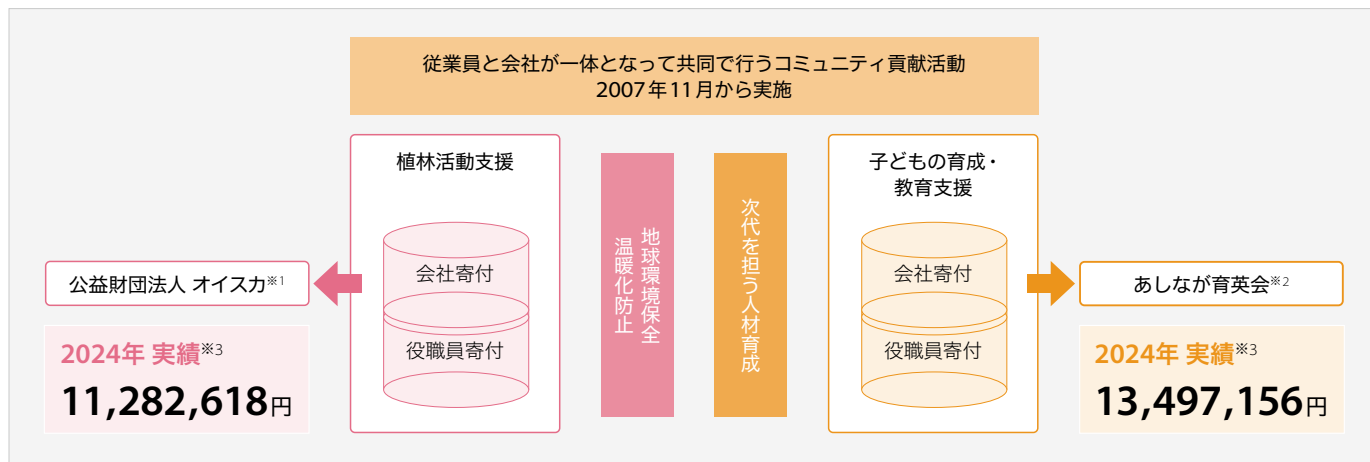 従業員と会社が一体となって共同で行うコミュニティ貢献活動
2007年11月から実施
植林活動支援
会社寄付
役職員寄付
公益財団法人 オイスカ※1
2024年 実績※3
11,282,618円
地球環境保全
温暖化防止
次代を担う人材育成
子どもの育成・
教育支援
会社寄付
役職員寄付
あしなが育英会※2
2024年 実績※3
13,497,156円